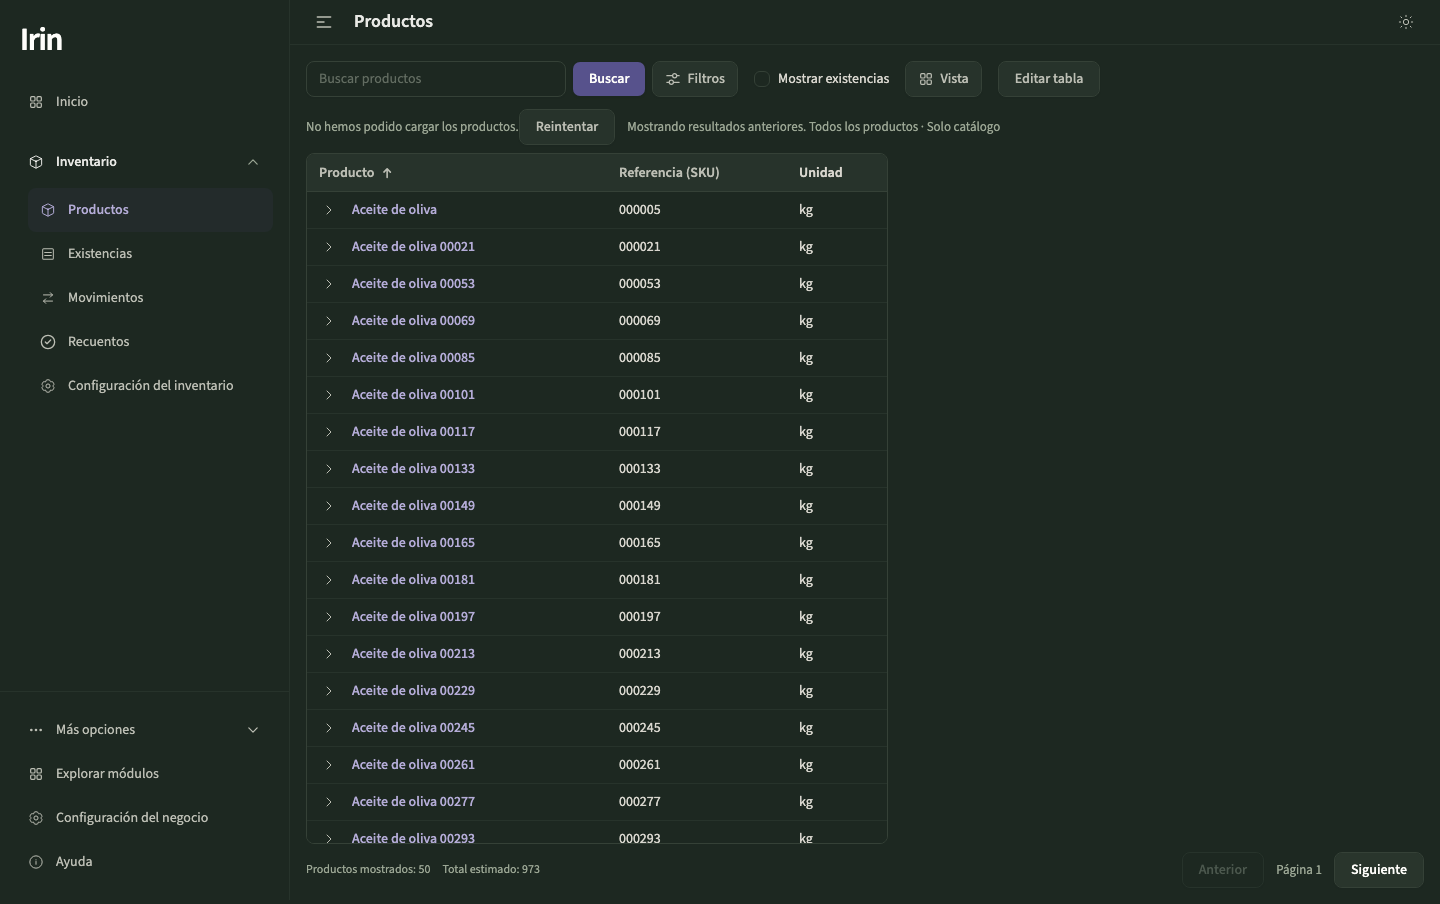 Irin
Productos
Inicio
Inventario
Productos
Existencias
Movimientos
Recuentos
Configuración del inventario
Más opciones
Explorar módulos
Configuración del negocio
Ayuda
Buscar productos Buscar Filtros Mostrar existencias Vista Editar tabla
No hemos podido cargar los productos. Reintentar Mostrando resultados anteriores. Todos los productos · Solo catálogo
Producto ↑ Referencia (SKU) Unidad
Aceite de oliva 000005 kg
Aceite de oliva 00021 000021 kg
Aceite de oliva 00053 000053 kg
Aceite de oliva 00069 000069 kg
Aceite de oliva 00085 000085 kg
Aceite de oliva 00101 000101 kg
Aceite de oliva 00117 000117 kg
Aceite de oliva 00133 000133 kg
Aceite de oliva 00149 000149 kg
Aceite de oliva 00165 000165 kg
Aceite de oliva 00181 000181 kg
Aceite de oliva 00197 000197 kg
Aceite de oliva 00213 000213 kg
Aceite de oliva 00229 000229 kg
Aceite de oliva 00245 000245 kg
Aceite de oliva 00261 000261 kg
Aceite de oliva 00277 000277 kg
Aceite de oliva 00293 000293 kg
Productos mostrados: 50 Total estimado: 973 Anterior Página 1 Siguiente